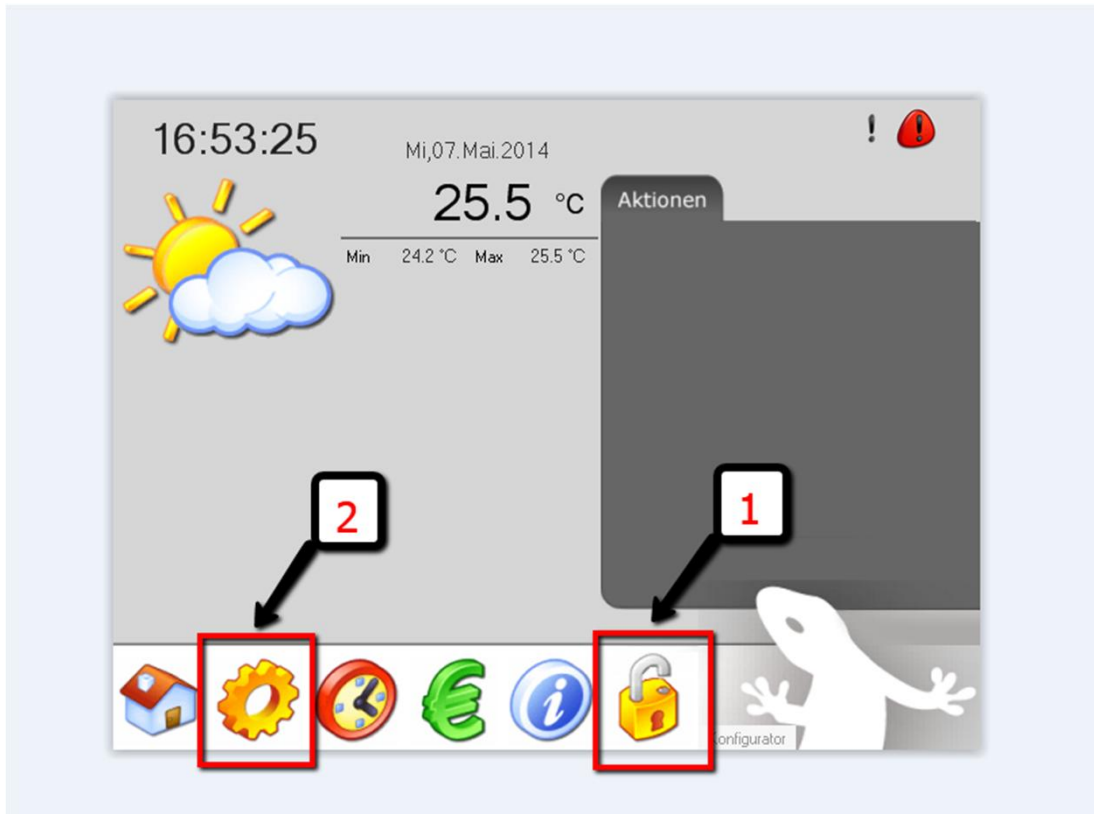 16:53:25
Mi,07.Mai.2014
25.5 °C
Min 24.2 °C Max 25.5 °C
Aktionen
2
1
onfigurator